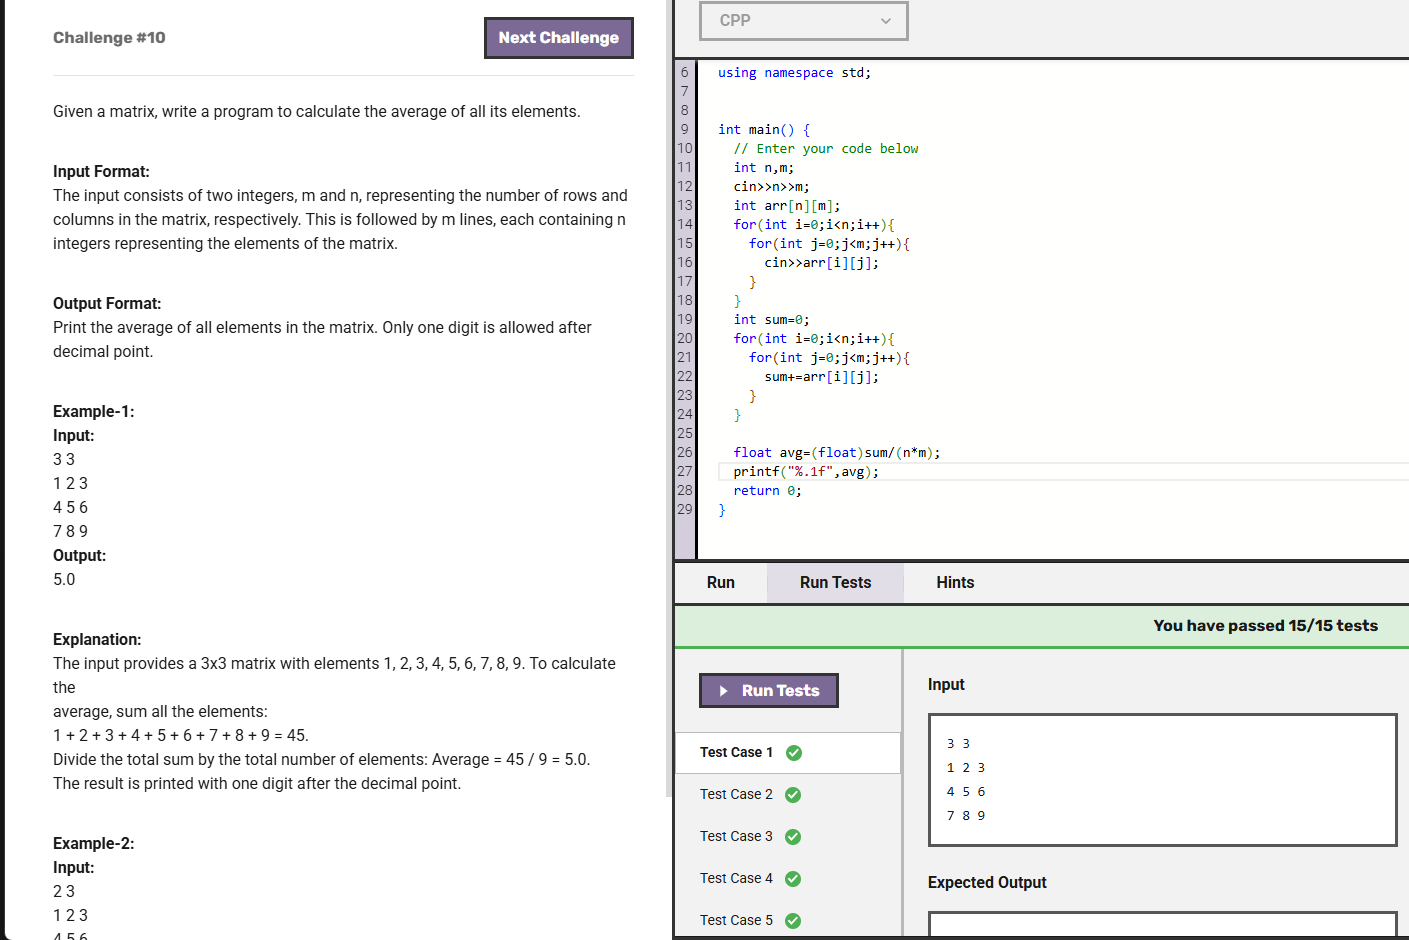 Challenge #10
Next Challenge
Given a matrix, write a program to calculate the average of all its elements.
Input Format:
The input consists of two integers, m and n, representing the number of rows and
columns in the matrix, respectively. This is followed by m lines, each containing n
integers representing the elements of the matrix.
Output Format:
Print the average of all elements in the matrix. Only one digit is allowed after
decimal point.
Example-1:
Input:
3 3
1 2 3
4 5 6
7 8 9
Output:
5.0
Explanation:
The input provides a 3x3 matrix with elements 1, 2, 3, 4, 5, 6, 7, 8, 9. To calculate
the
average, sum all the elements:
1 + 2 + 3 + 4 + 5 + 6 + 7 + 8 + 9 = 45.
Divide the total sum by the total number of elements: Average = 45 / 9 = 5.0.
The result is printed with one digit after the decimal point.
Example-2:
Input:
2 3
1 2 3
4 5 6
CPP
6 using namespace std;
7
8
9 int main() {
10 // Enter your code below
11 int n,m;
12 cin>>n>>m;
13 int arr[n][m];
14 for(int i=0;i<n;i++){
15 for(int j=0;j<m;j++){
16 cin>>arr[i][j];
17 }
18 }
19 int sum=0;
20 for(int i=0;i<n;i++){
21 for(int j=0;j<m;j++){
22 sum+=arr[i][j];
23 }
24 }
25
26 float avg=(float)sum/(n*m);
27 printf("%.1f",avg);
28 return 0;
29 }
Run Run Tests Hints
You have passed 15/15 tests
Run Tests
Test Case 1
Test Case 2
Test Case 3
Test Case 4
Test Case 5
Input
3 3
1 2 3
4 5 6
7 8 9
Expected Output